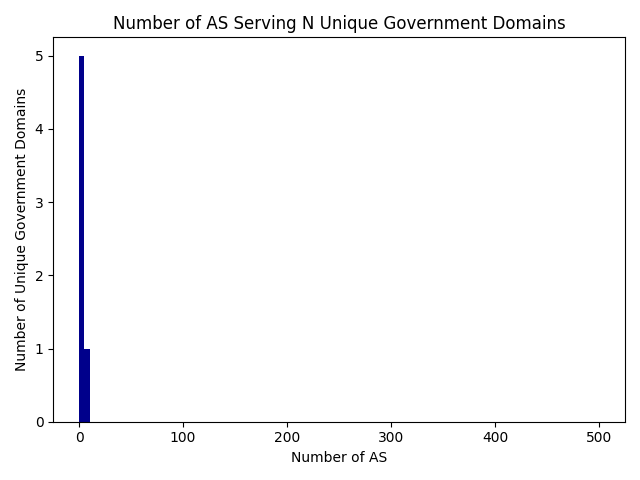 Number of AS Serving N Unique Government Domains
Number of Unique Government Domains
5
4
3
2
1
0
0 100 200 300 400 500
Number of AS